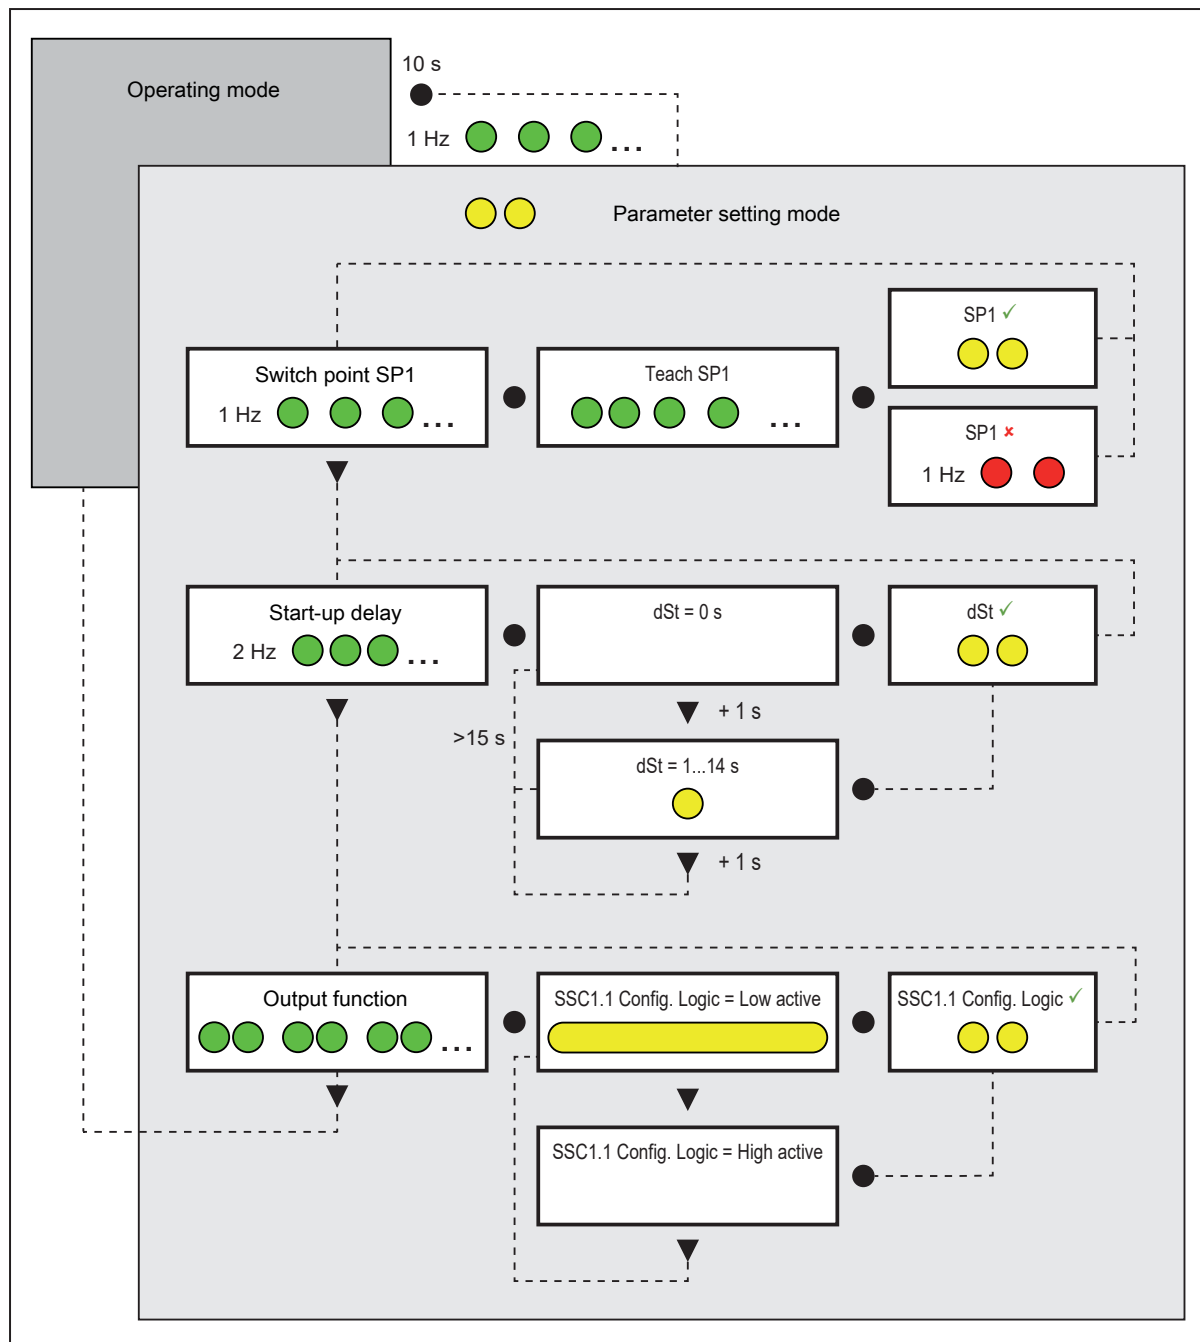 Operating mode
10 s
1 Hz ...
Parameter setting mode
SP1 ✓
Switch point SP1
1 Hz ...
Teach SP1
...
SP1 ✘
1 Hz
Start-up delay
2 Hz ...
dSt = 0 s
dSt ✓
+ 1 s
>15 s
dSt = 1...14 s
+ 1 s
Output function
...
SSC1.1 Config. Logic = Low active
SSC1.1 Config. Logic ✓
SSC1.1 Config. Logic = High active